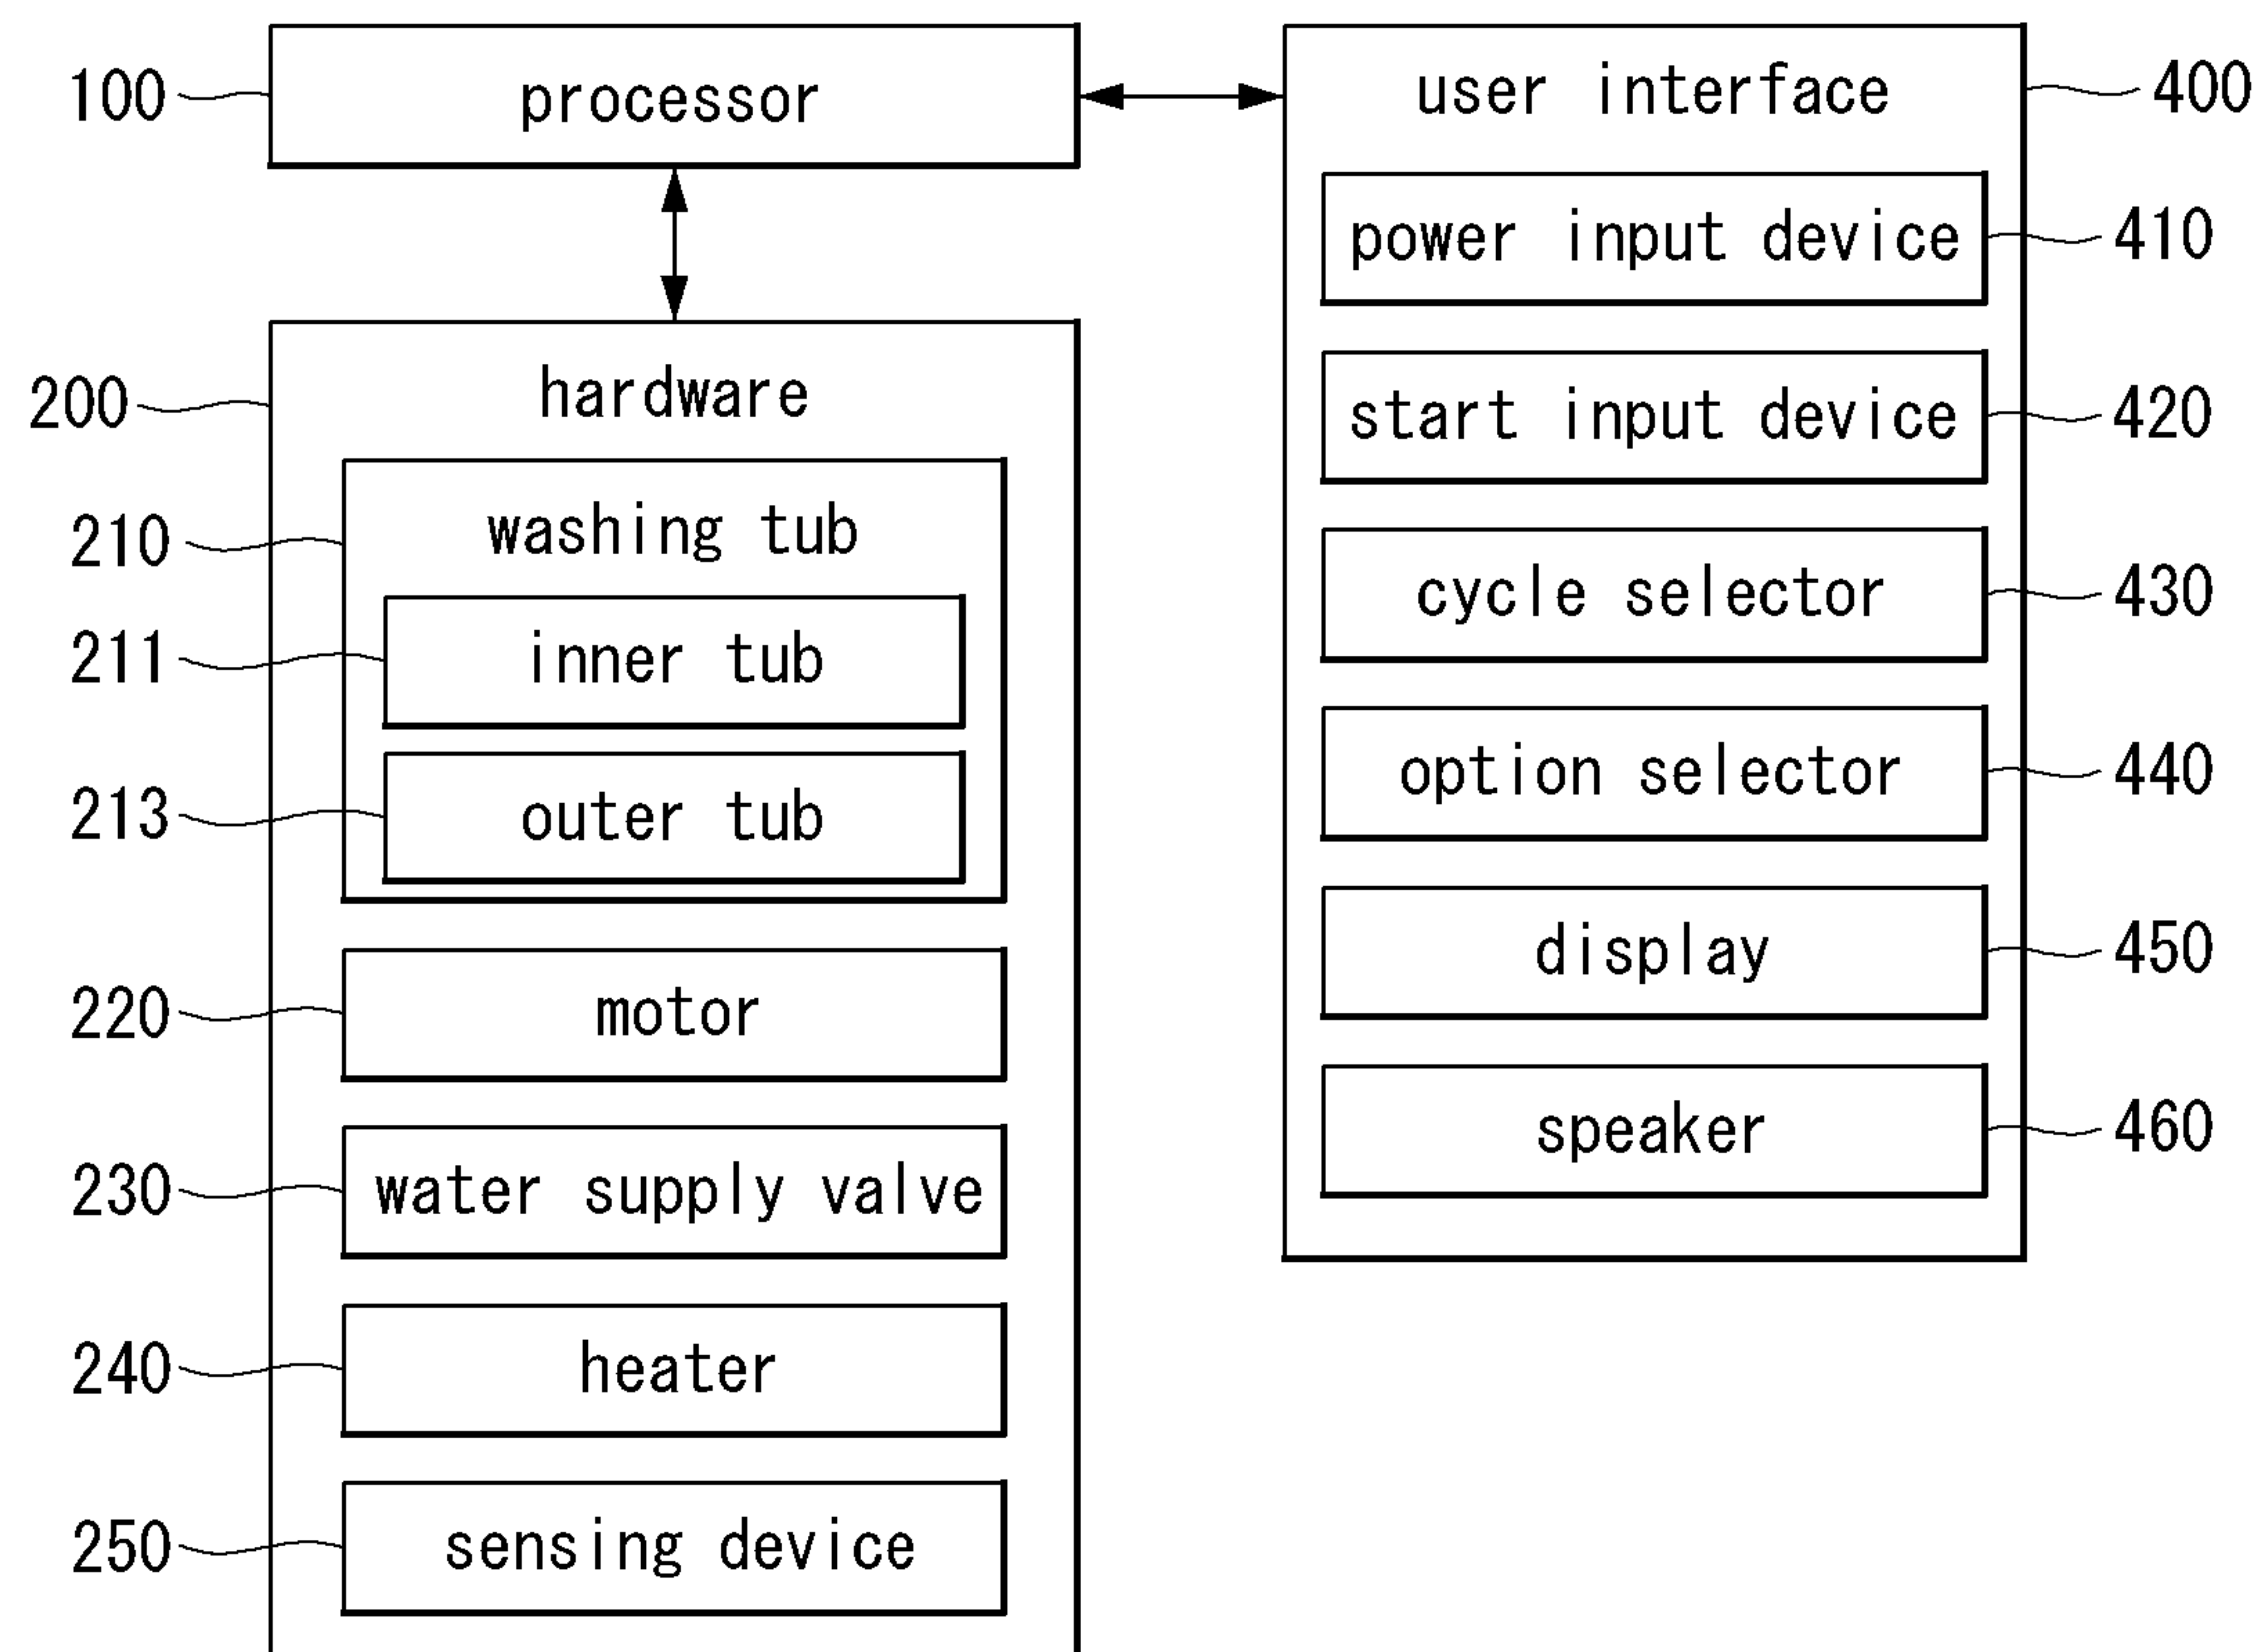 100
processor
200
hardware
210
washing tub
211
inner tub
213
outer tub
220
motor
230
water supply valve
240
heater
250
sensing device
user interface
400
power input device
410
start input device
420
cycle selector
430
option selector
440
display
450
speaker
460